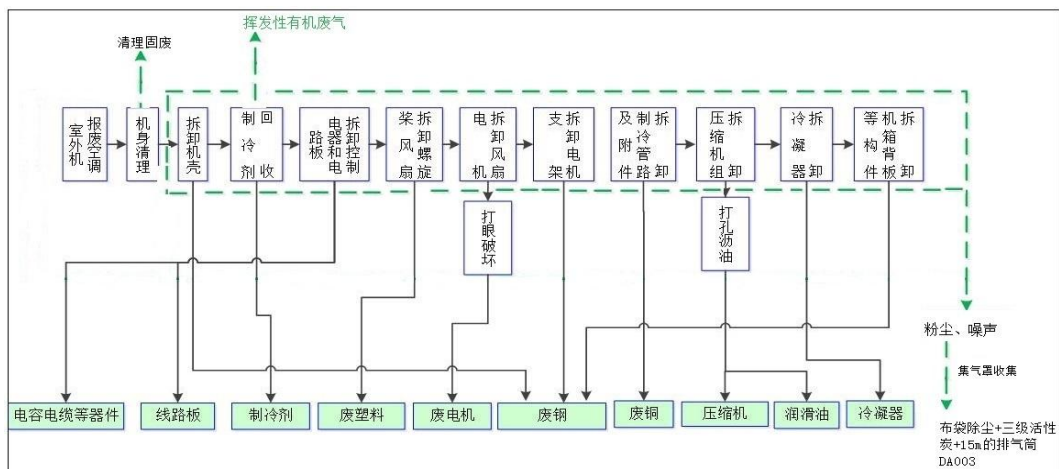 挥发性有机废气
清理固废
报废空调
室外机
机身清理
拆卸机壳
回收
制冷剂
拆卸控制
电器和电
路板
拆卸螺旋
桨风扇
拆卸风扇
电机
拆卸电机
支架
拆卸
制冷管路
及附件
拆卸
压缩机组
拆卸
冷凝器
拆卸
机箱背板
等构件
打眼破坏
打孔沥油
粉尘、噪声
集气罩收集
电容电缆等器件
线路板
制冷剂
废塑料
废电机
废钢
废铜
压缩机
润滑油
冷凝器
布袋除尘+三级活性
炭+15m的排气筒
DA003